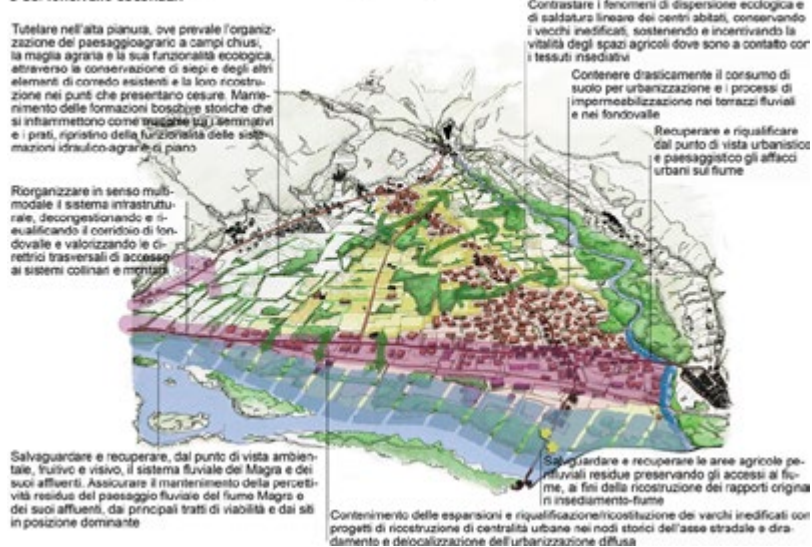 Tutelare nell'alta pianura, ove prevale l'organiz-
zazione del paesaggioagrario a campi chiusi,
la maglia agraria e la sua funzionalità ecologica,
attraverso la conservazione di siepi e degli altri
elementi di corredo esistenti e la loro ricostru-
zione nei punti che presentano cesure. Mante-
nimento delle formazioni boschive storiche che
si inframmettono come tra i seminativi
e i prati, ripristino della funzionalità delle siste-
mazioni idraulico-agrarie di piano
Contrastare i fenomeni di dispersione ecologica e
di saldatura lineare dei centri abitati, conservando
i vecchi inedificati, sostenendo e incentivando la
vitalità degli spazi agricoli dove sono a contatto con
i tessuti insediativi
Contenere drasticamente il consumo di
suolo per urbanizzazione e i processi di
impermeabilizzazione nei terrazzi fluviali
e nei fondovalle
Recuperare e riqualificare
dal punto di vista urbanistico
e paesaggistico gli affacci
urbani sul fiume
Riorganizzare in senso multi-
modale il sistema infrastruttu-
rale, decongestionando e ri-
qualificando il corridoio di fon-
dovalle e valorizzando le di-
rettrici trasversali di accesso
ai sistemi collinari e montani
Salvaguardare e recuperare, dal punto di vista ambien-
tale, fruitivo e visivo, il sistema fluviale del Magra e dei
suoi affluenti. Assicurare il mantenimento della percetti-
vità residua del paesaggio fluviale del fiume Magra e
dei suoi affluenti, dai principali tratti di viabilità e dai siti
in posizione dominante
Salvaguardare e recuperare le aree agricole pe-
rifluviali residue preservando gli accessi al fiu-
me, ai fini della ricostruzione dei rapporti origina-
ri insediamento-fiume
Contenimento delle espansioni e riqualificazione/ricostituzione dei varchi inedificati con
progetti di ricostruzione di centralità urbane nei nodi storici dell'asse stradale e dira-
damento e delocalizzazione dell'urbanizzazione diffusa